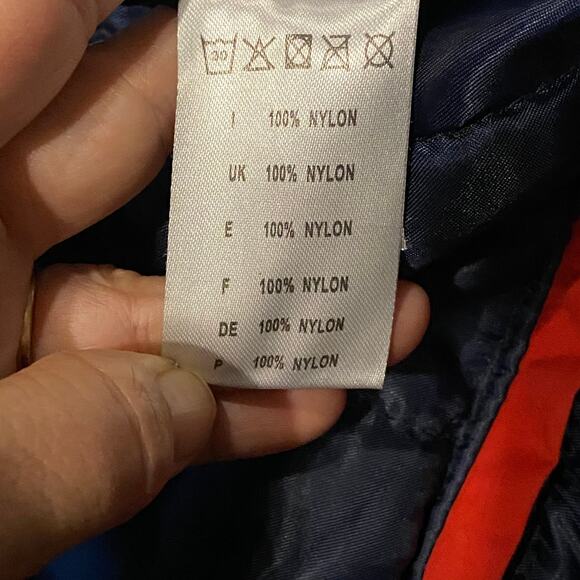 30
I 100% NYLON
UK 100% NYLON
E 100% NYLON
F 100% NYLON
DE 100% NYLON
P 100% NYLON